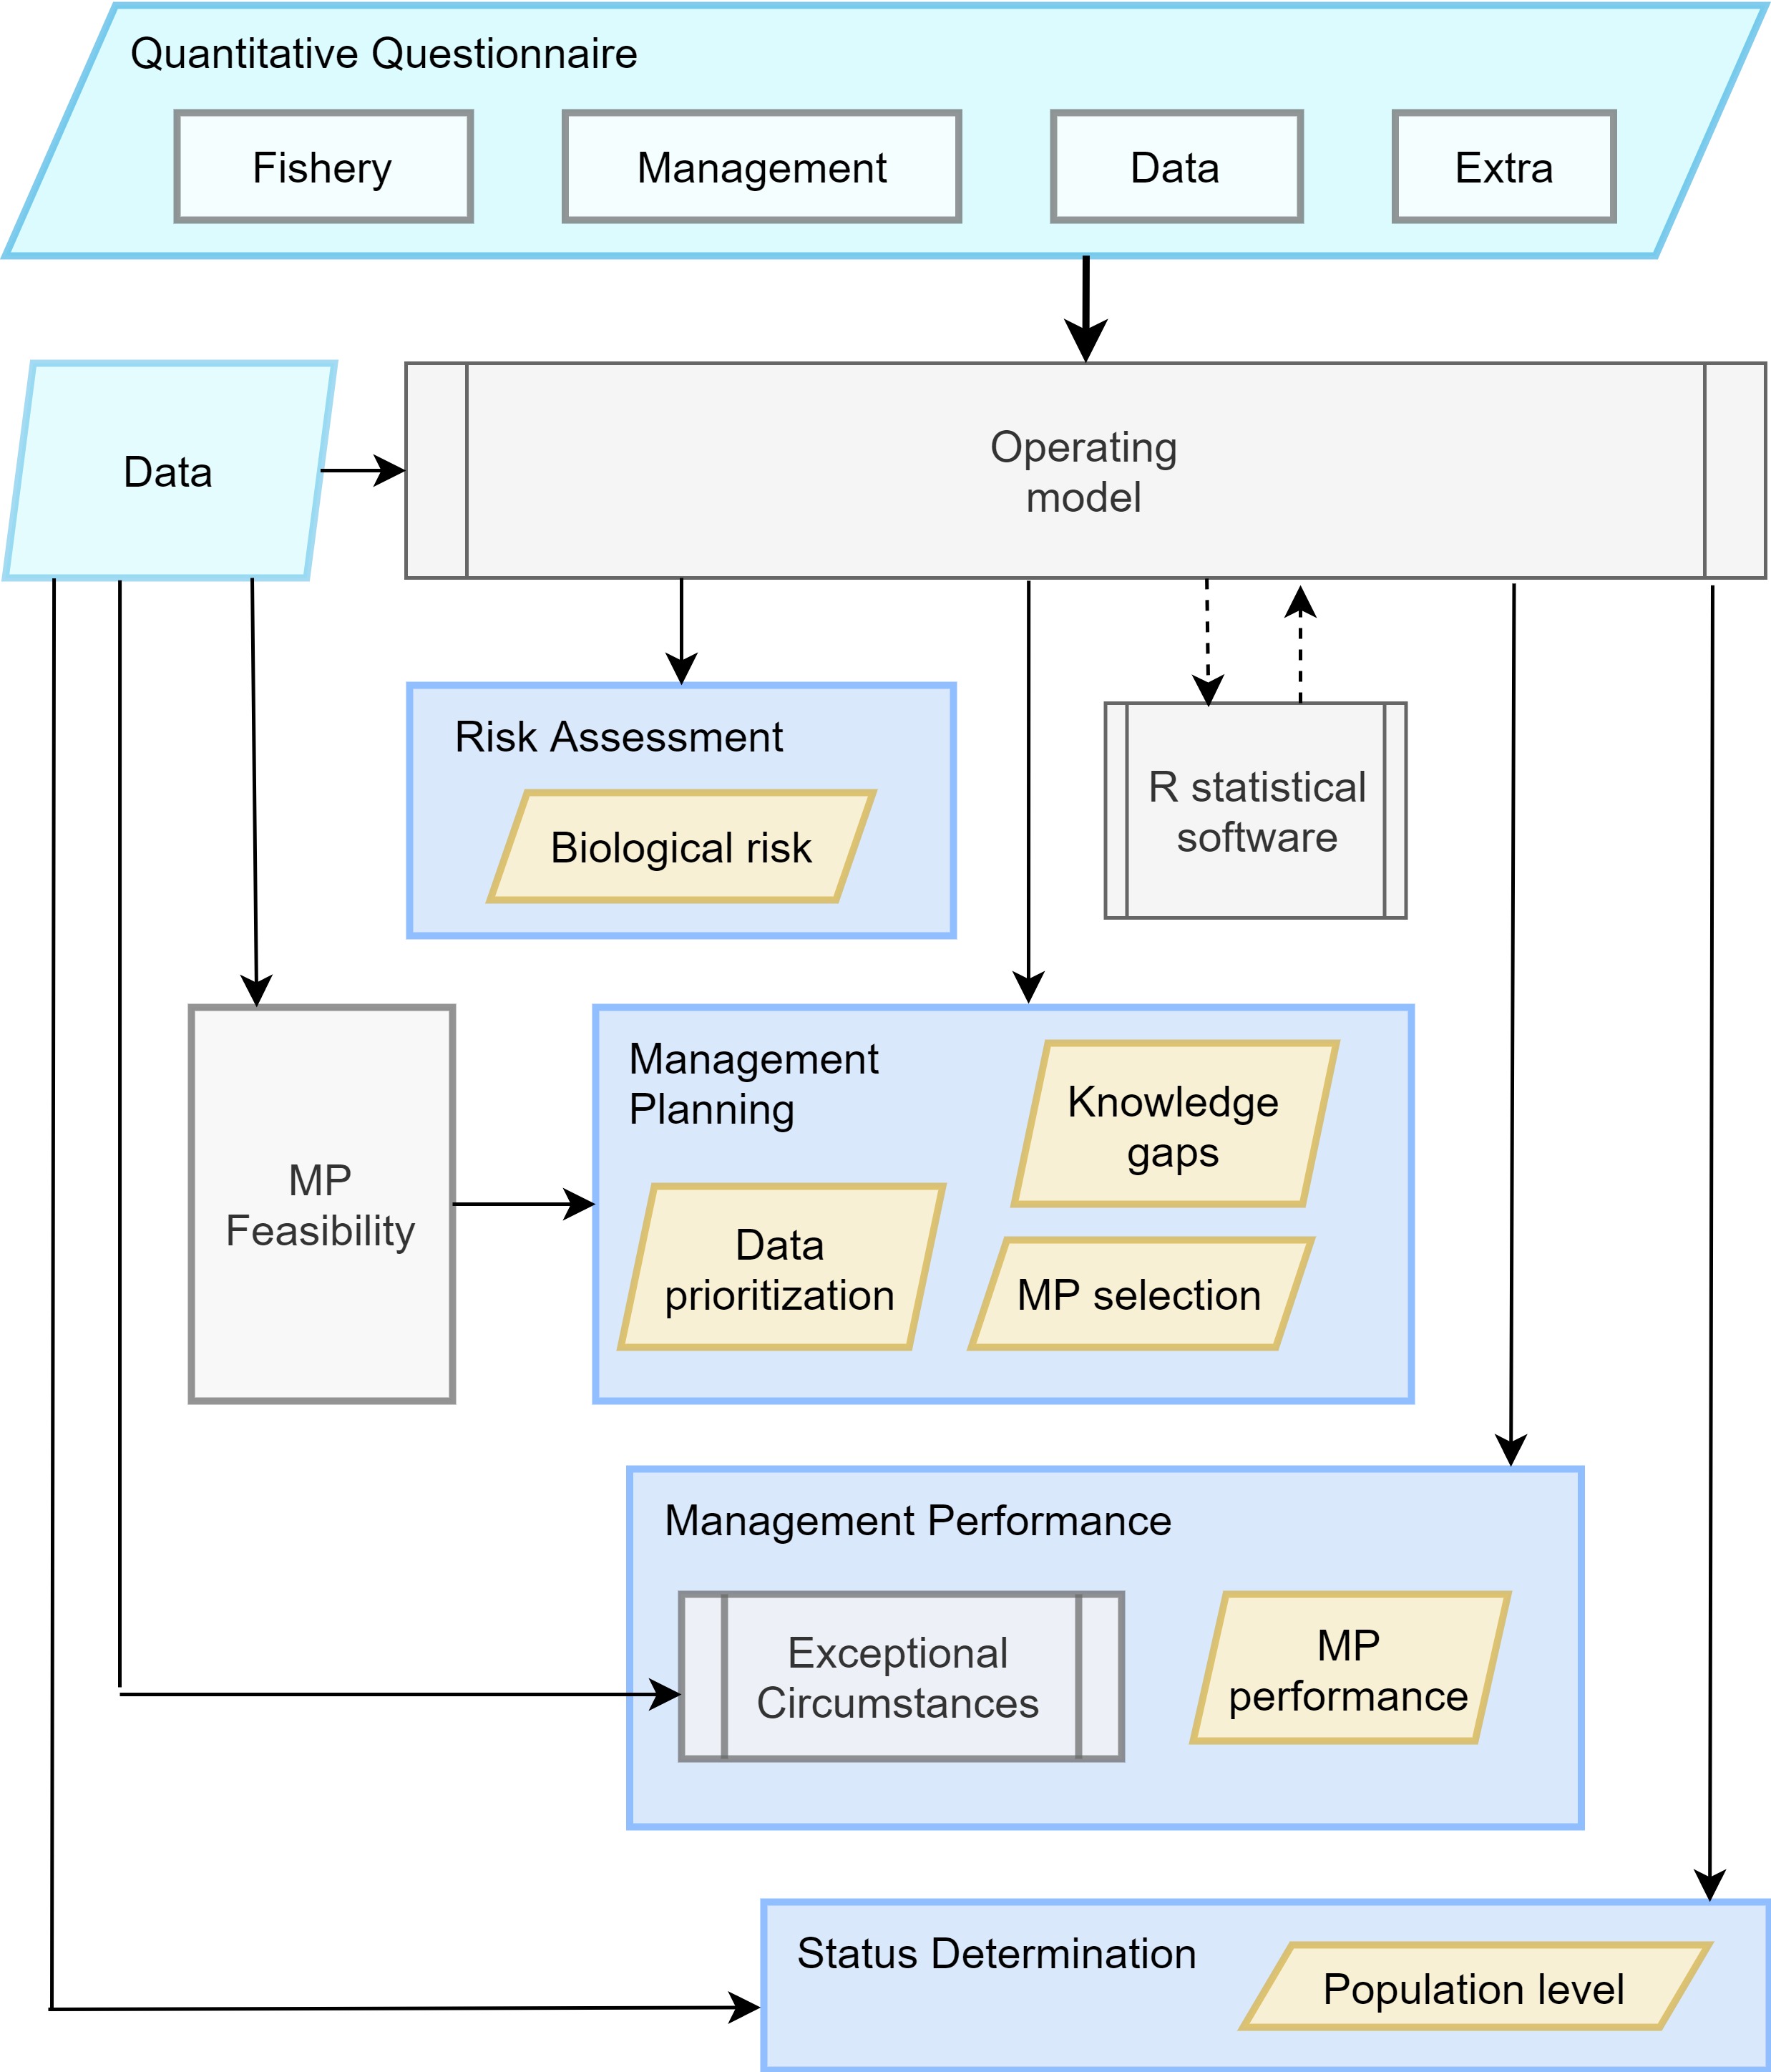 Quantitative Questionnaire
Fishery
Management
Data
Extra
Data
Operating
model
Risk Assessment
Biological risk
R statistical
software
MP
Feasibility
Management
Planning
Knowledge
gaps
Data
prioritization
MP selection
Management Performance
Exceptional
Circumstances
MP
performance
Status Determination
Population level